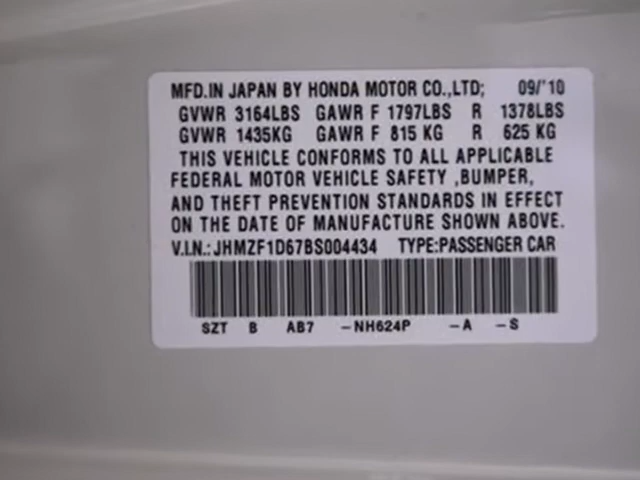 MFD.IN JAPAN BY HONDA MOTOR CO.,LTD; 09/'10
GVWR 3164LBS GAWR F 1797LBS R 1378LBS
GVWR 1435KG GAWR F 815 KG R 625 KG
THIS VEHICLE CONFORMS TO ALL APPLICABLE
FEDERAL MOTOR VEHICLE SAFETY ,BUMPER,
AND THEFT PREVENTION STANDARDS IN EFFECT
ON THE DATE OF MANUFACTURE SHOWN ABOVE.
V.I.N.: JHMZF1D67BS004434 TYPE:PASSENGER CAR
SZT B AB7 -NH624P -A -S